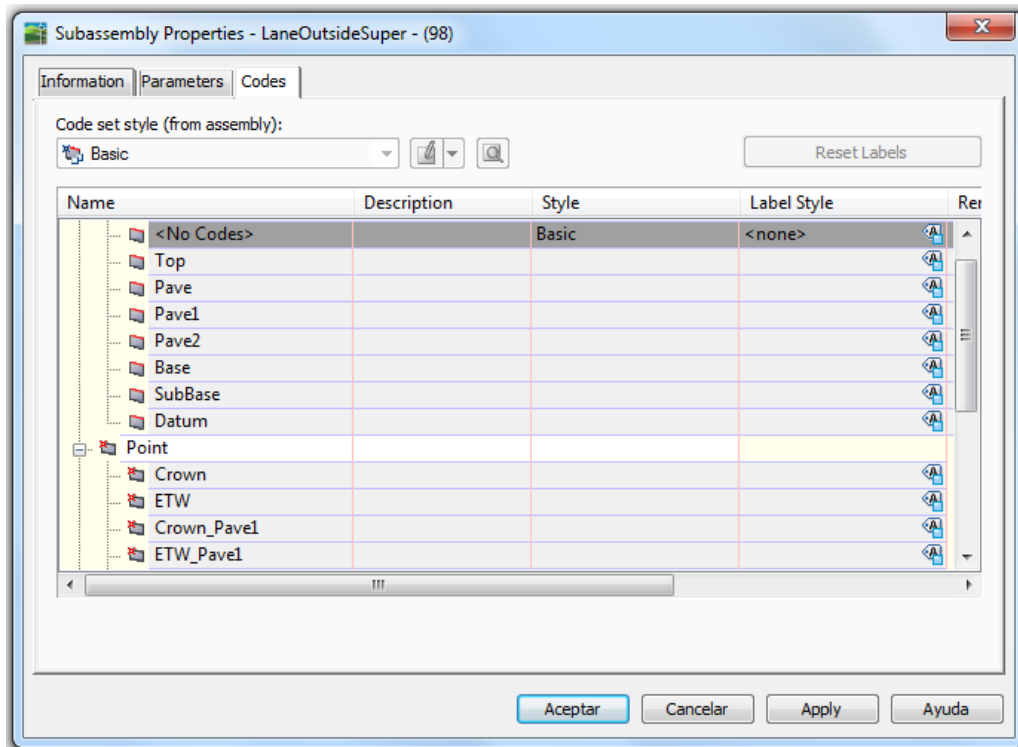 Subassembly Properties - LaneOutsideSuper - (98)
Information Parameters Codes
Code set style (from assembly):
Basic
Reset Labels
Name Description Style Label Style Rer
<No Codes> Basic <none>
Top
Pave
Pave1
Pave2
Base
SubBase
Datum
Point
Crown
ETW
Crown_Pave1
ETW_Pave1
Aceptar Cancelar Apply Ayuda